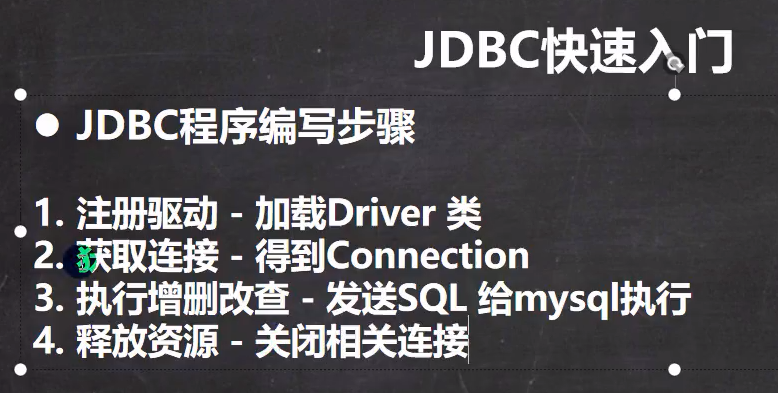 JDBC快速入门
● JDBC程序编写步骤
1. 注册驱动 - 加载Driver 类
2. 获取连接 - 得到Connection
3. 执行增删改查 - 发送SQL 给mysql执行
4. 释放资源 - 关闭相关连接